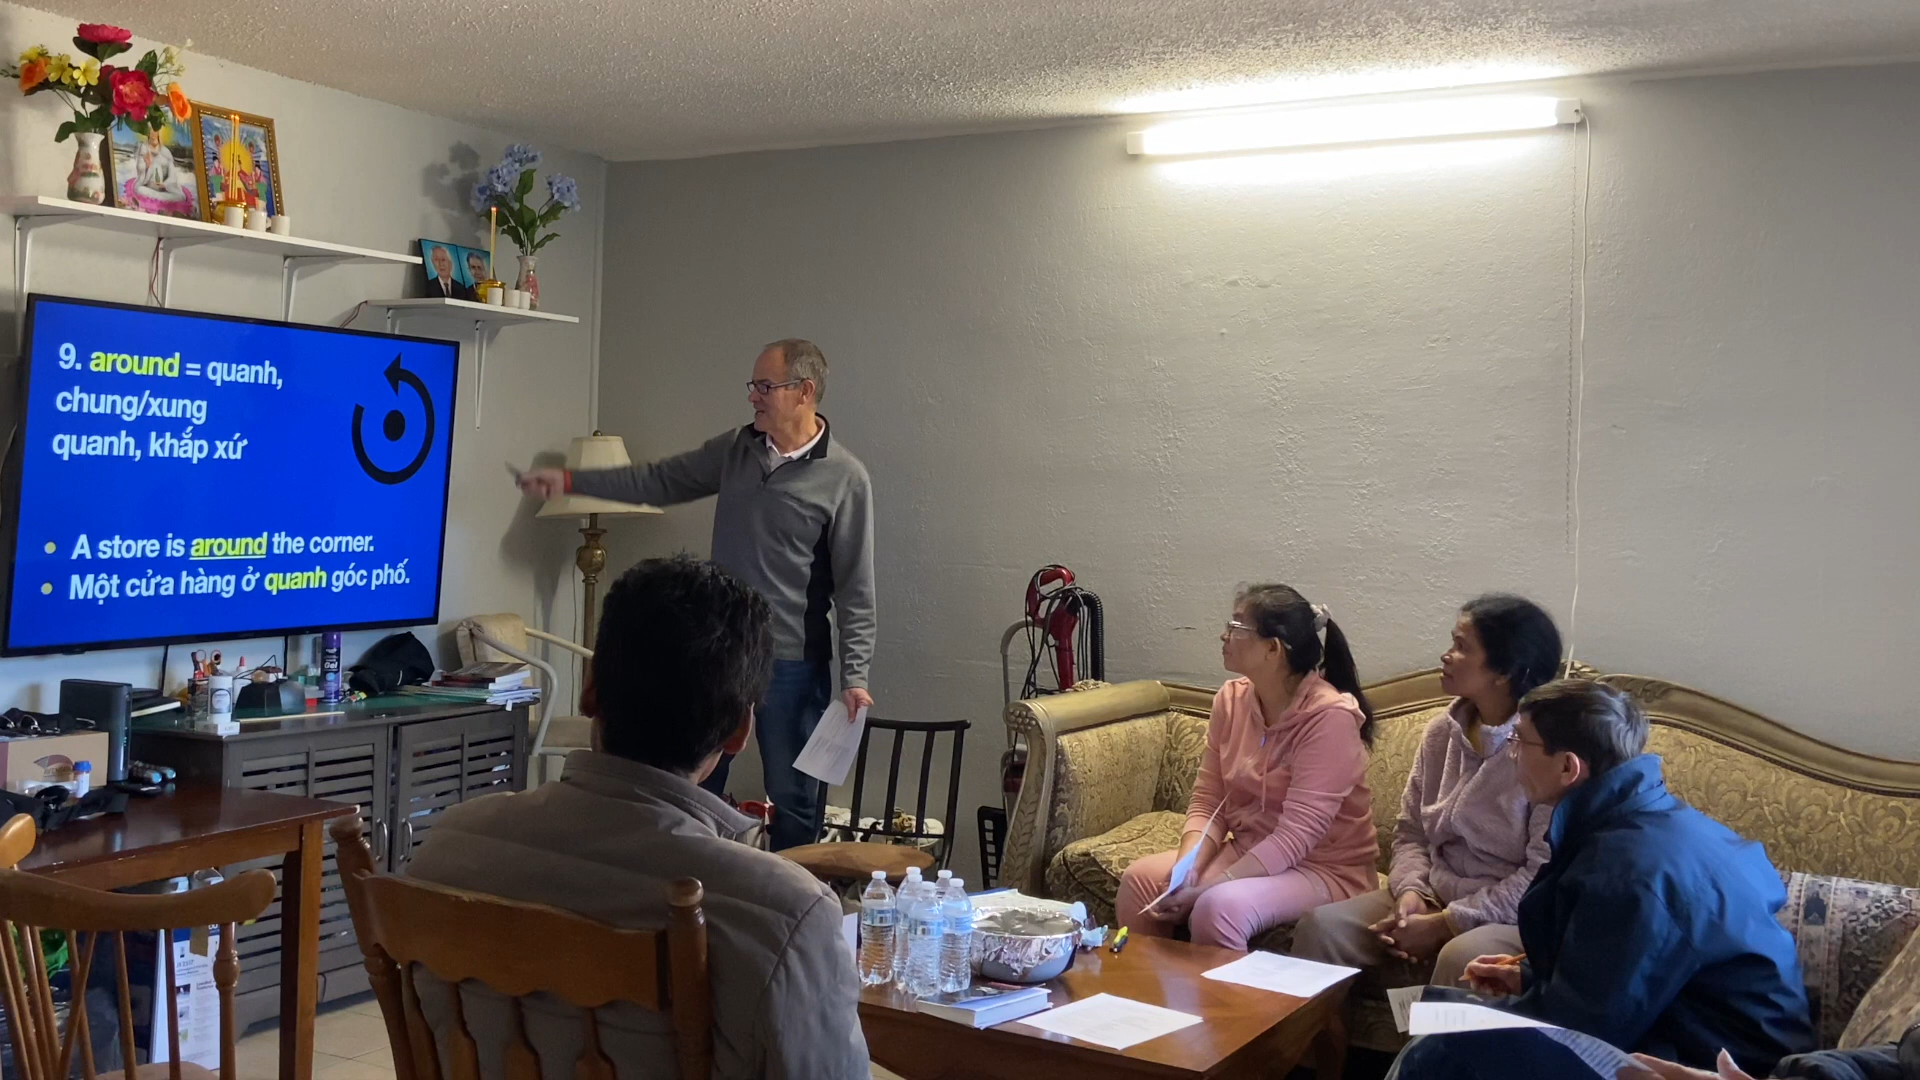 9. around = quanh,
chung/xung
quanh, khắp xứ
A store is around the corner.
Một cửa hàng ở quanh góc phố.
Gel